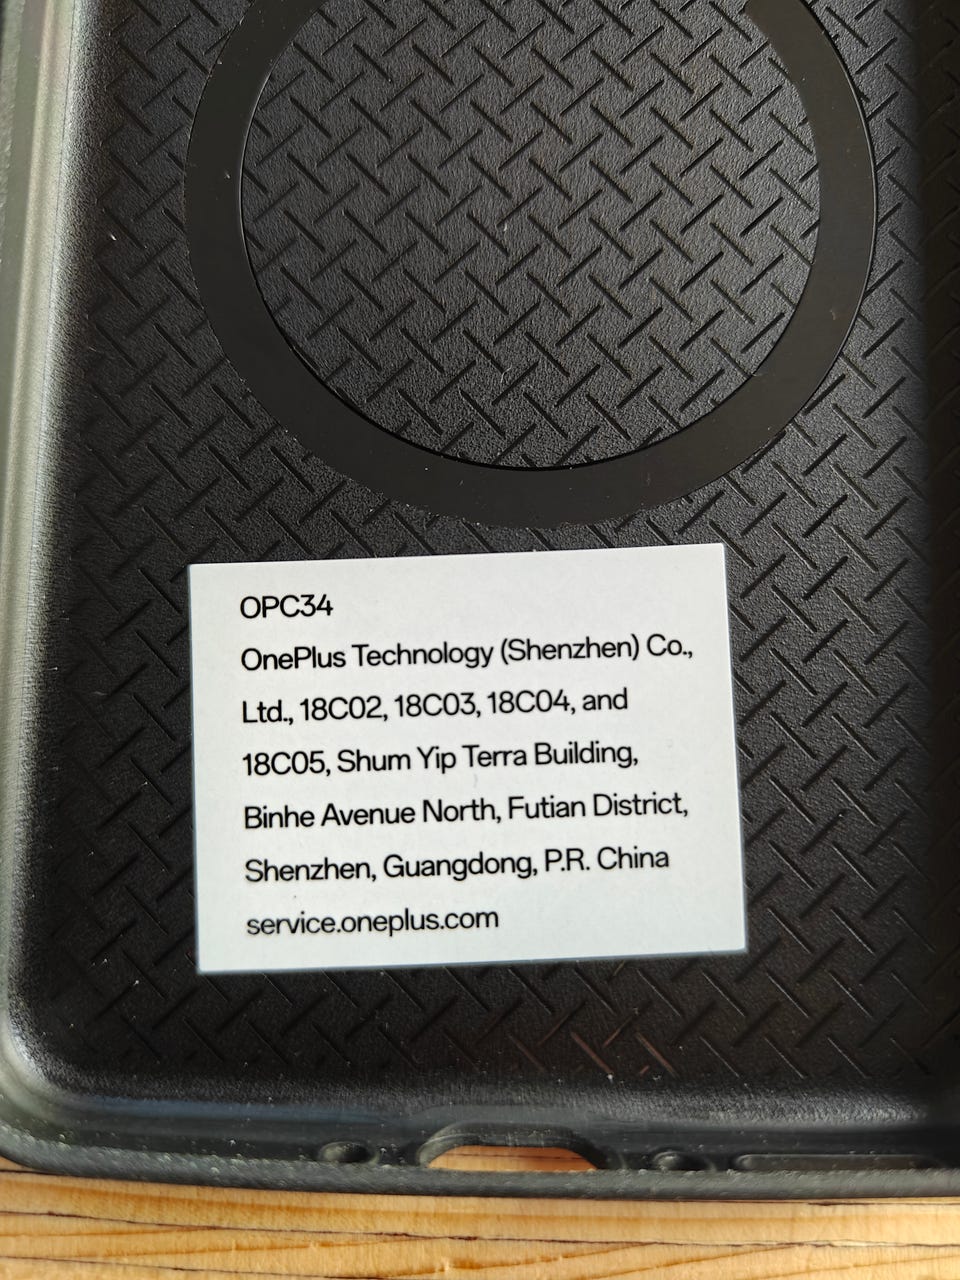 OPC34
OnePlus Technology (Shenzhen) Co.,
Ltd., 18C02, 18C03, 18C04, and
18C05, Shum Yip Terra Building,
Binhe Avenue North, Futian District,
Shenzhen, Guangdong, P.R. China
service.oneplus.com